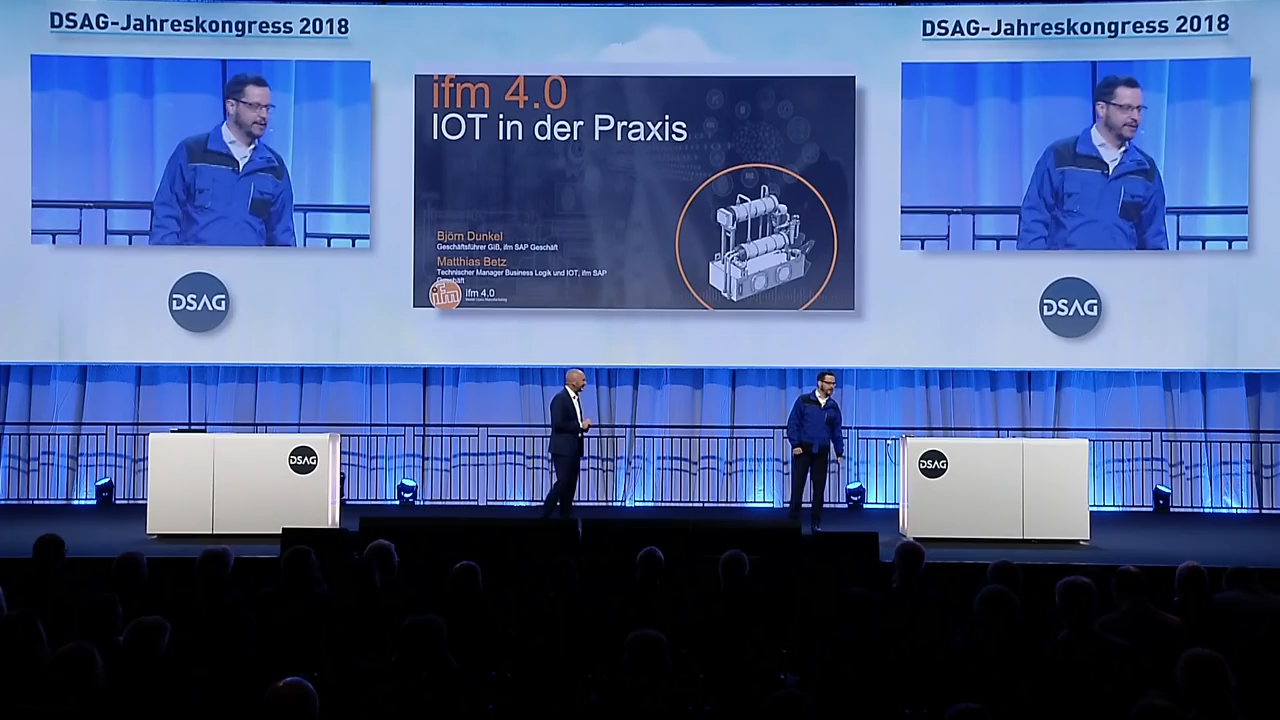 DSAG-Jahreskongress 2018
DSAG-Jahreskongress 2018
ifm 4.0
IOT in der Praxis
Björn Dunkel
Geschäftsführer GIB, ifm SAP Geschäft
Matthias Betz
Technischer Manager Business Logik und IOT, ifm SAP
Geschäft
ifm
ifm 4.0
DSAG
DSAG
DSAG
DSAG